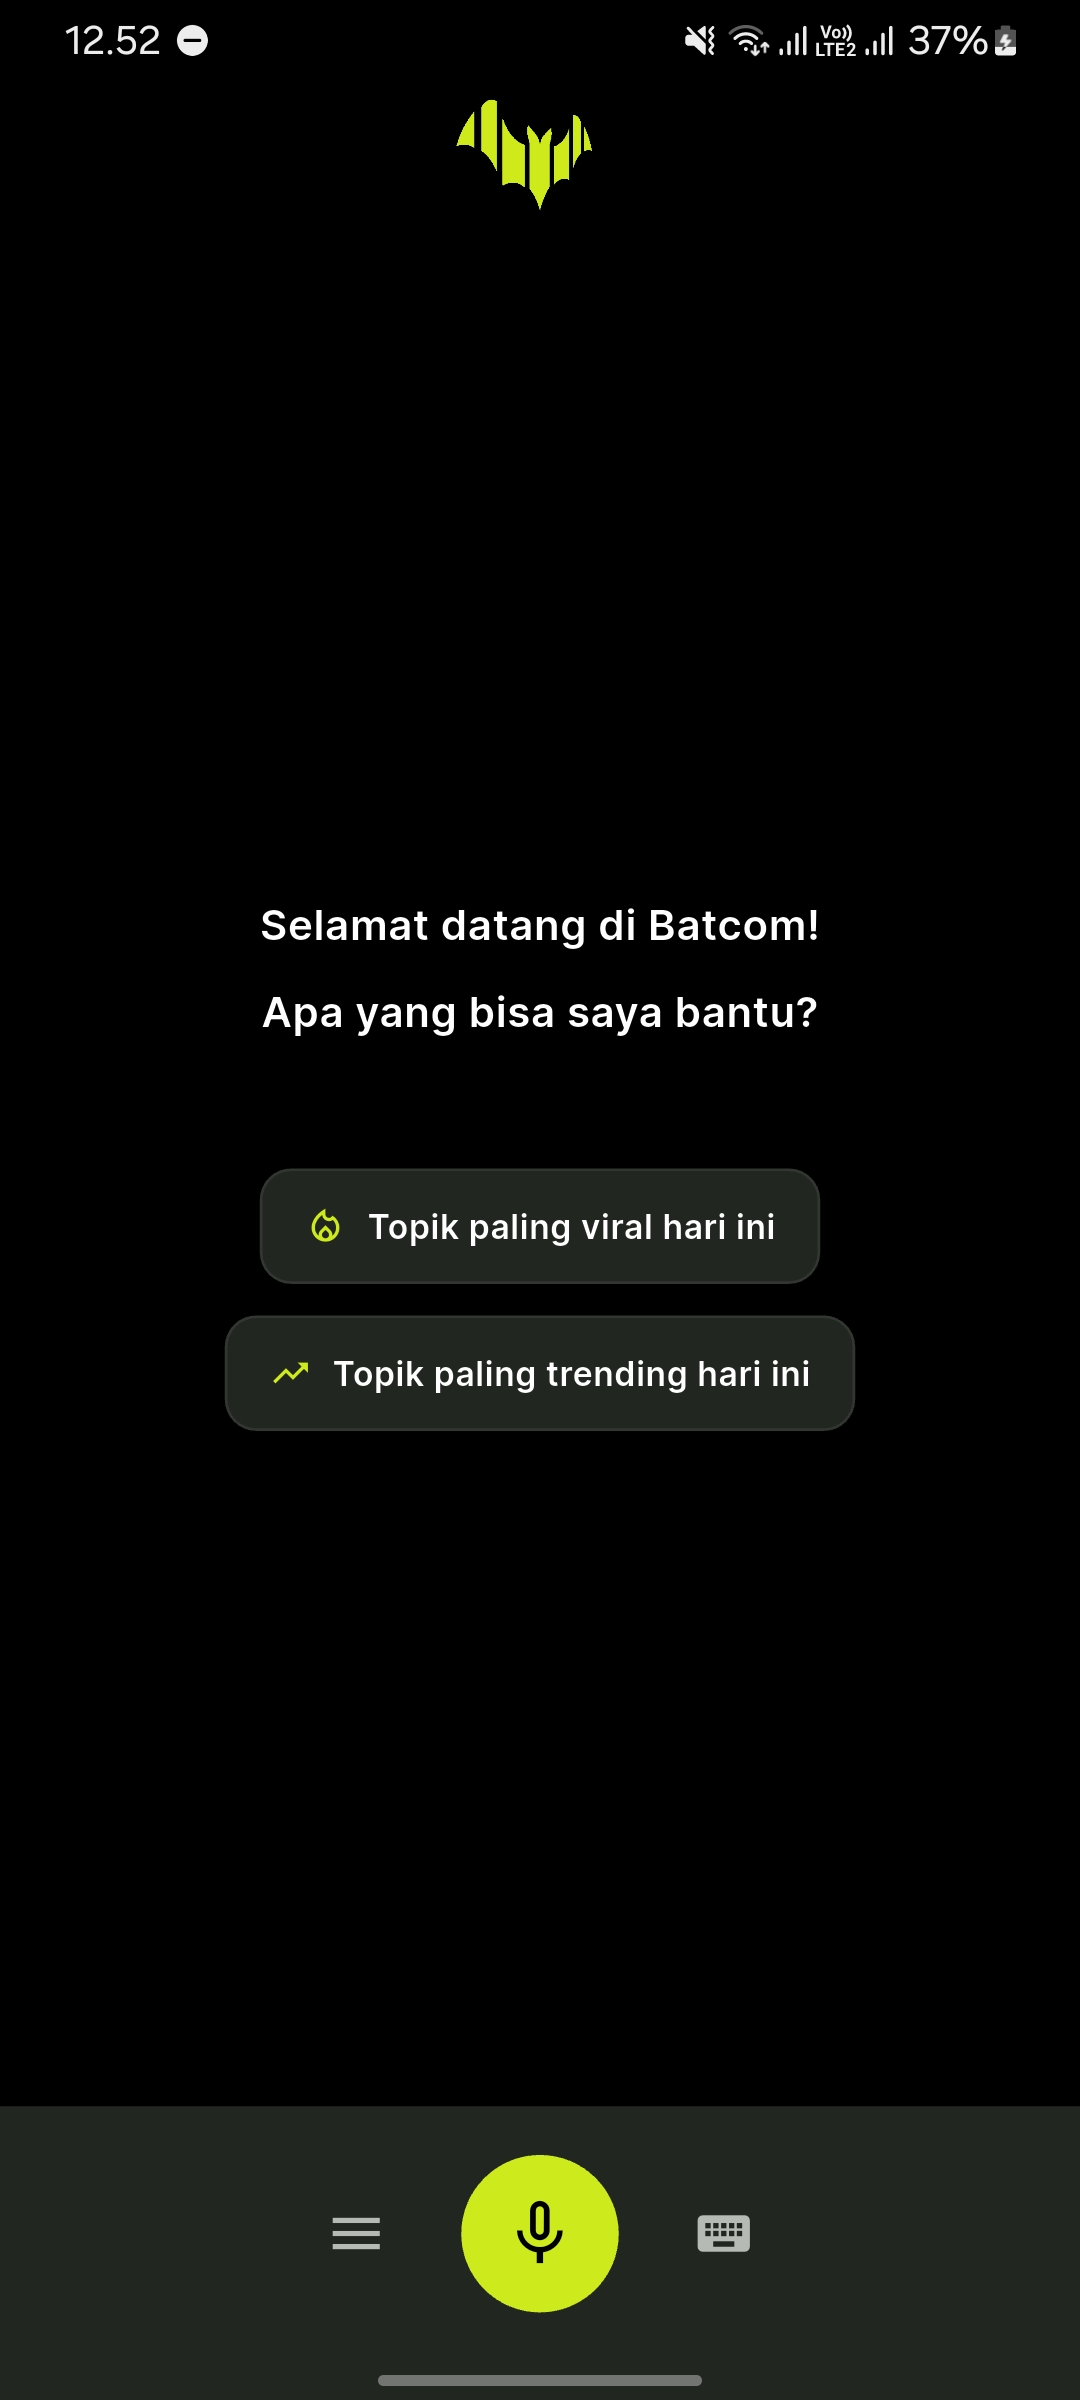 12.52
Vo))
LTE2
37%
Selamat datang di Batcom!
Apa yang bisa saya bantu?
Topik paling viral hari ini
Topik paling trending hari ini